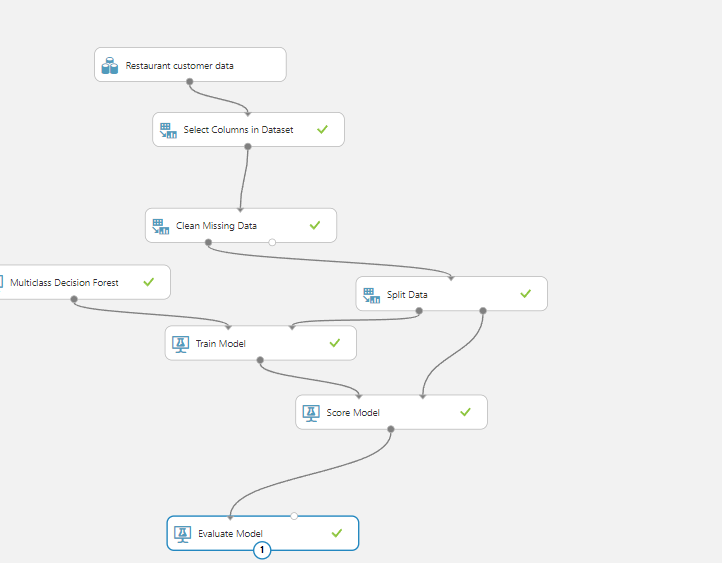 Restaurant customer data
Select Columns in Dataset
Clean Missing Data
Multiclass Decision Forest
Split Data
Train Model
Score Model
Evaluate Model
1